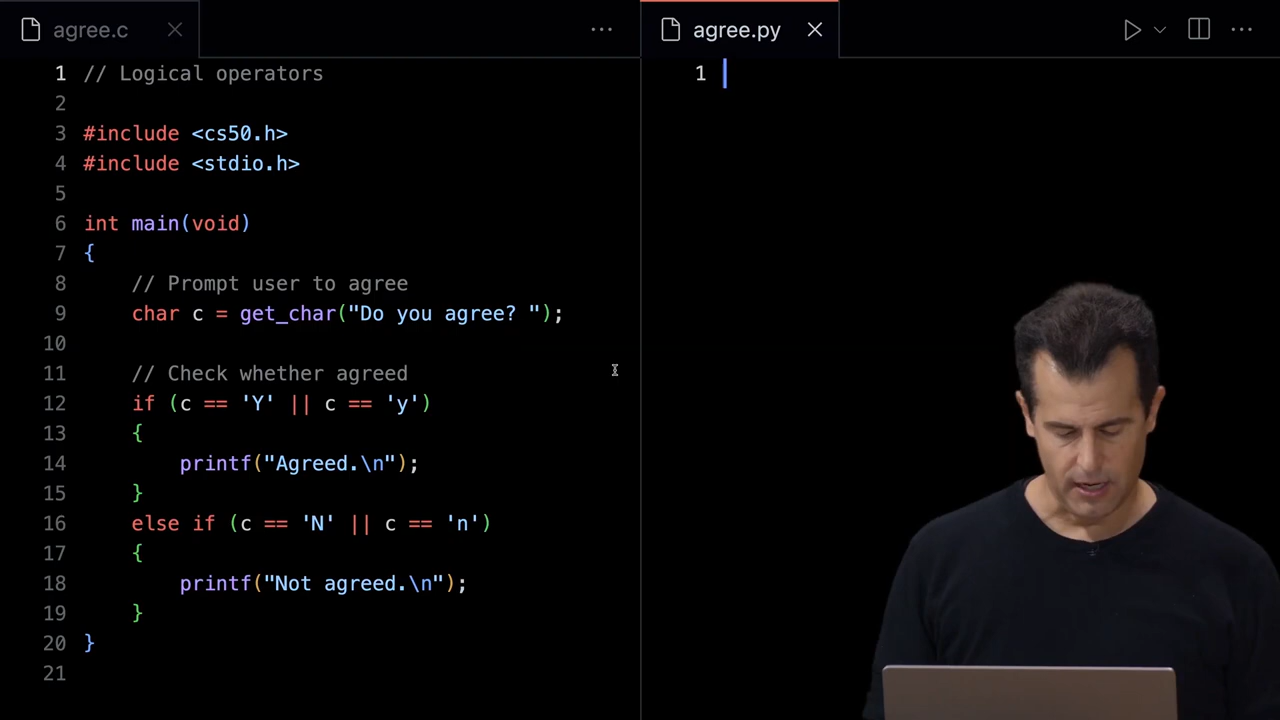 agree.c
agree.py
1 // Logical operators
2
3 #include <cs50.h>
4 #include <stdio.h>
5
6 int main(void)
7 {
8 // Prompt user to agree
9 char c = get_char("Do you agree? ");
10
11 // Check whether agreed
12 if (c == 'Y' || c == 'y')
13 {
14 printf("Agreed.\n");
15 }
16 else if (c == 'N' || c == 'n')
17 {
18 printf("Not agreed.\n");
19 }
20 }
21
1